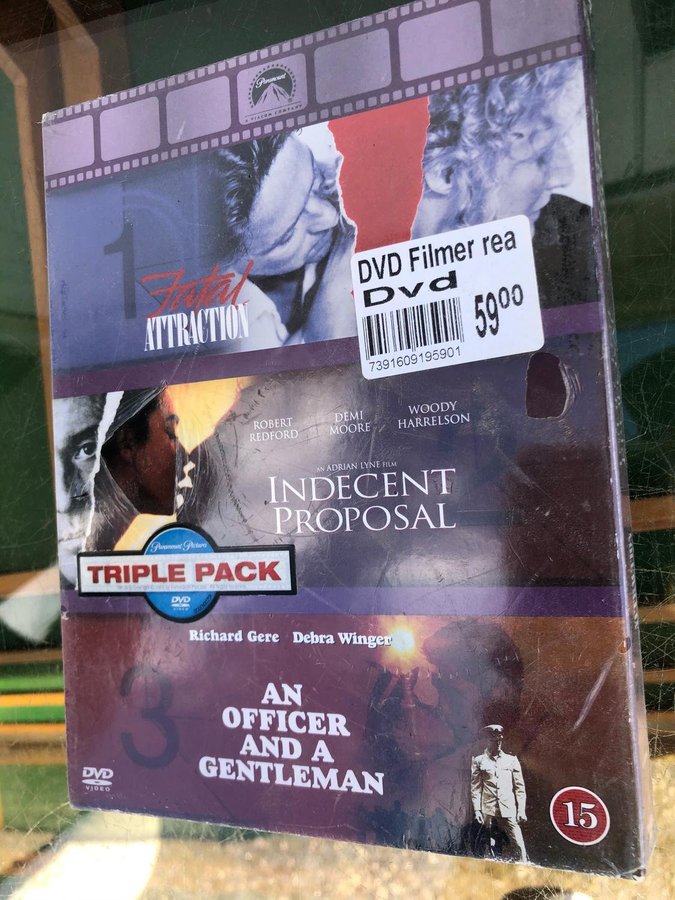 Paramount
A VIACOM COMPANY
1
Fatal
ATTRACTION
DVD Filmer rea
Dvd
5900
7391609195901
ROBERT REDFORD
DEMI MOORE
WOODY HARRELSON
AN ADRIAN LYNE FILM
INDECENT
PROPOSAL
Paramount Pictures
TRIPLE PACK
DVD
VIDEO
Richard Gere Debra Winger
3
AN
OFFICER
AND A
GENTLEMAN
DVD
VIDEO
15